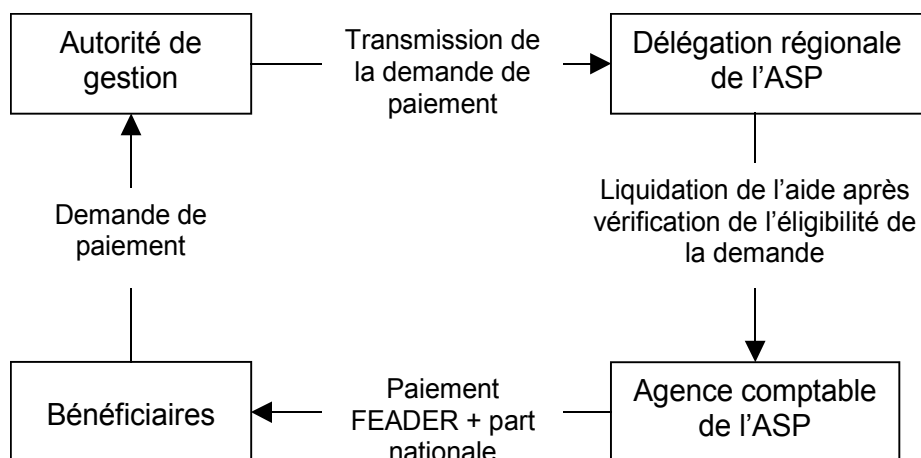 Autorité de
gestion
Transmission de
la demande de
paiement
Délégation régionale
de l’ASP
Demande de
paiement
Liquidation de l’aide après
vérification de l’éligibilité de
la demande
Bénéficiaires
Paiement
FEADER + part
nationale
Agence comptable
de l’ASP